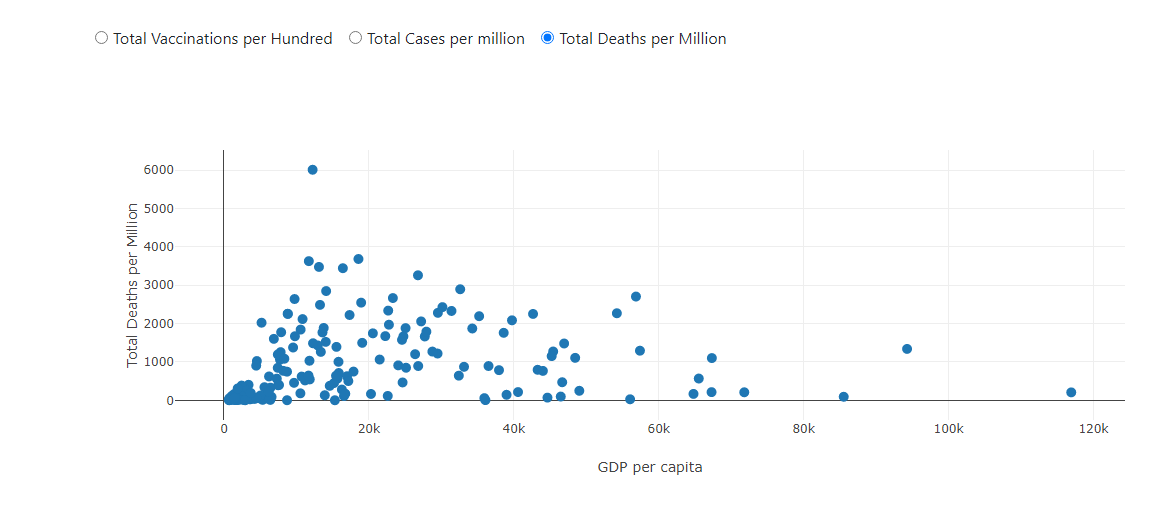 Total Vaccinations per Hundred Total Cases per million Total Deaths per Million
Total Deaths per Million
6000
5000
4000
3000
2000
1000
0
0 20k 40k 60k 80k 100k 120k
GDP per capita